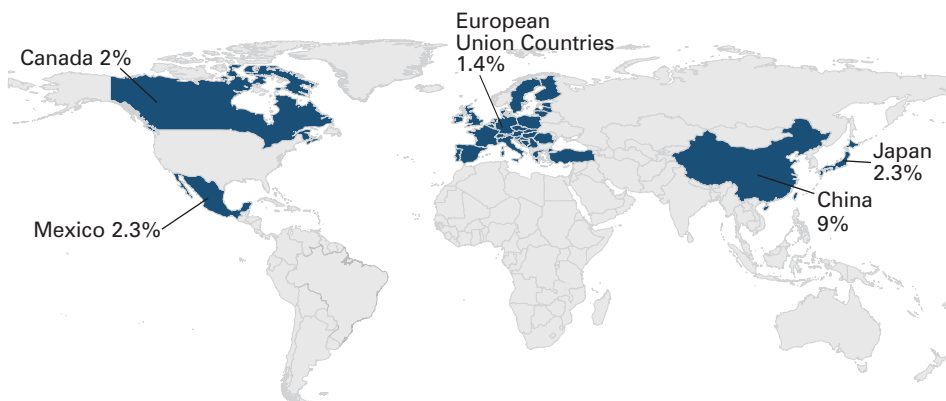 European
Union Countries
1.4%
Canada 2%
Japan
2.3%
China
9%
Mexico 2.3%